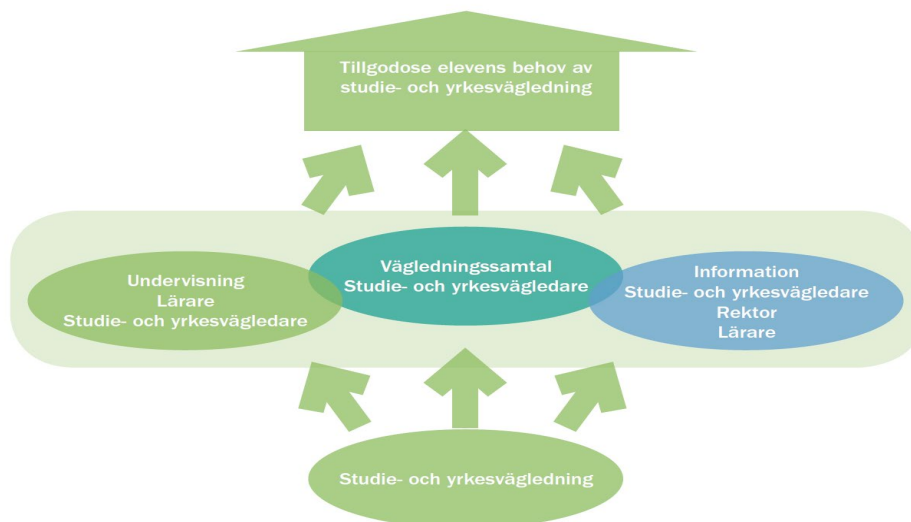 Tillgodose elevens behov av
studie- och yrkesvägledning
Undervisning
Lärare
Studie- och yrkesvägledare
Vägledningssamtal
Studie- och yrkesvägledare
Information
Studie- och yrkesvägledare
Rektor
Lärare
Studie- och yrkesvägledning